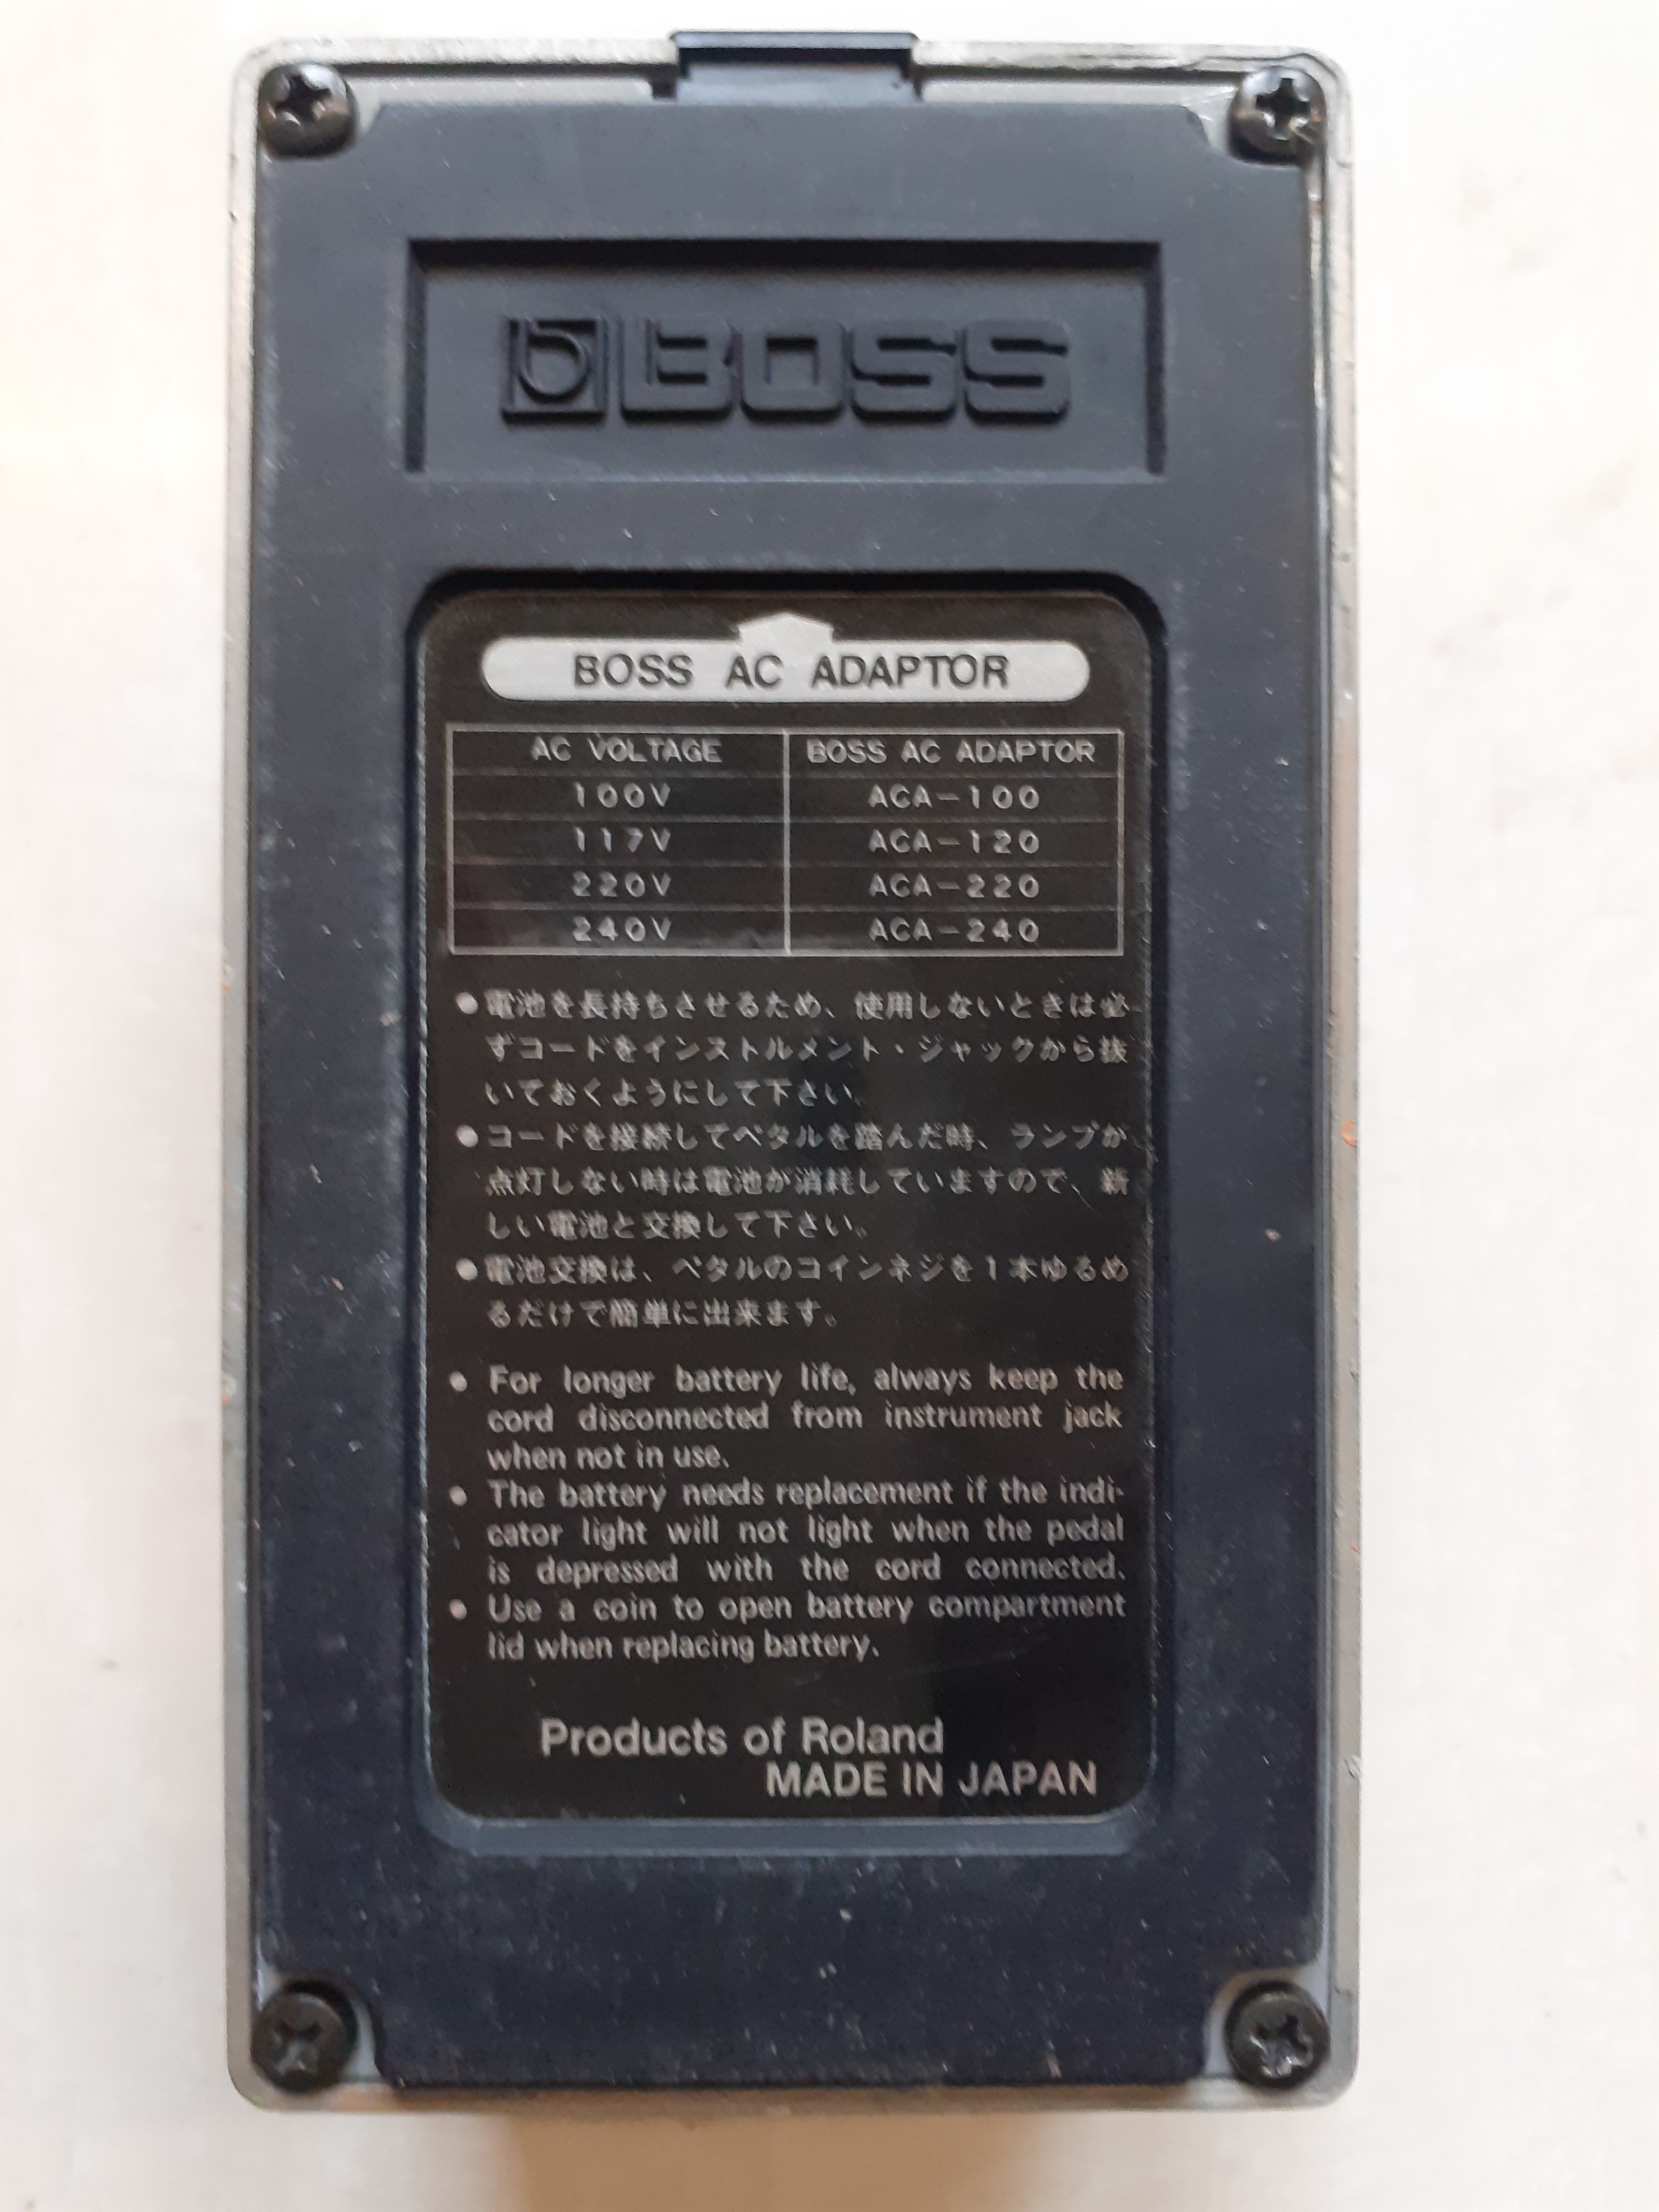 BOSS
BOSS AC ADAPTOR
AC VOLTAGE BOSS AC ADAPTOR
100V ACA-100
117V ACA-120
220V ACA-220
240V ACA-240
●電池を長持ちさせるため、使用しないときは必
ずコードをインストルメント・ジャックから抜
いておくようにして下さい。
●コードを接続してペタルを踏んだ時、ランプが
点灯しない時は電池が消耗していますので、新
しい電池と交換して下さい。
●電池交換は、ペタルのコインネジを1本ゆるめ
るだけで簡単に出来ます。
● For longer battery life, always keep the
cord disconnected from instrument jack
when not in use.
● The battery needs replacement if the indi-
cator light will not light when the pedal
is depressed with the cord connected.
● Use a coin to open battery compartment
lid when replacing battery.
Products of Roland
MADE IN JAPAN